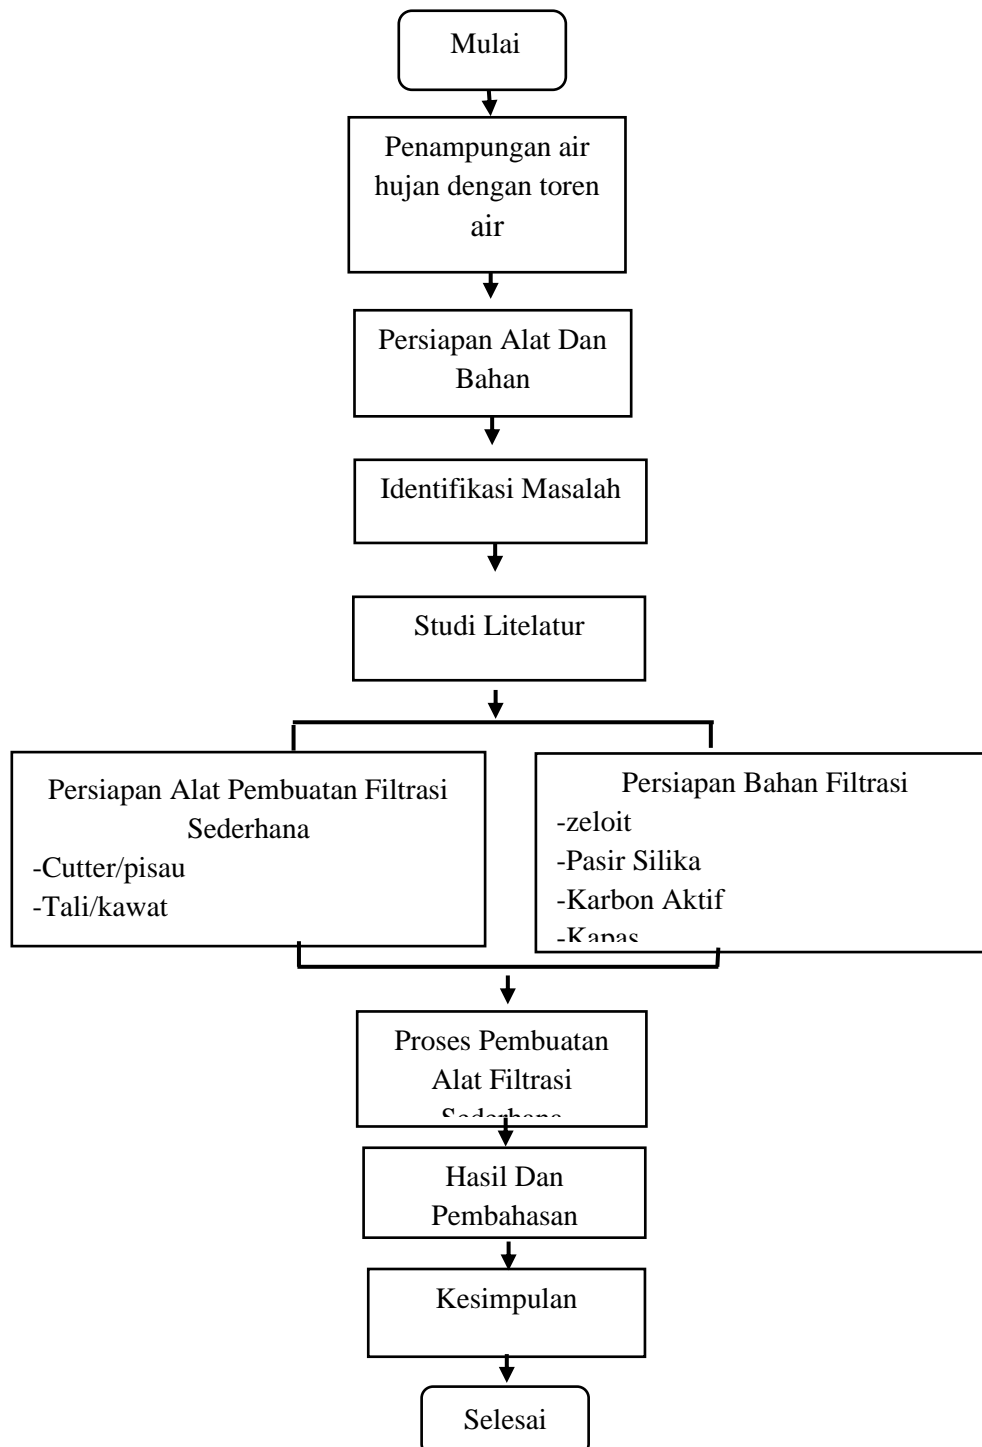 Mulai
Penampungan air
hujan dengan toren
air
Persiapan Alat Dan
Bahan
Identifikasi Masalah
Studi Litelatur
Persiapan Alat Pembuatan Filtrasi
Sederhana
-Cutter/pisau
-Tali/kawat
Persiapan Bahan Filtrasi
-zeloit
-Pasir Silika
-Karbon Aktif
-Kapas
Proses Pembuatan
Alat Filtrasi
Sederhana
Hasil Dan
Pembahasan
Kesimpulan
Selesai